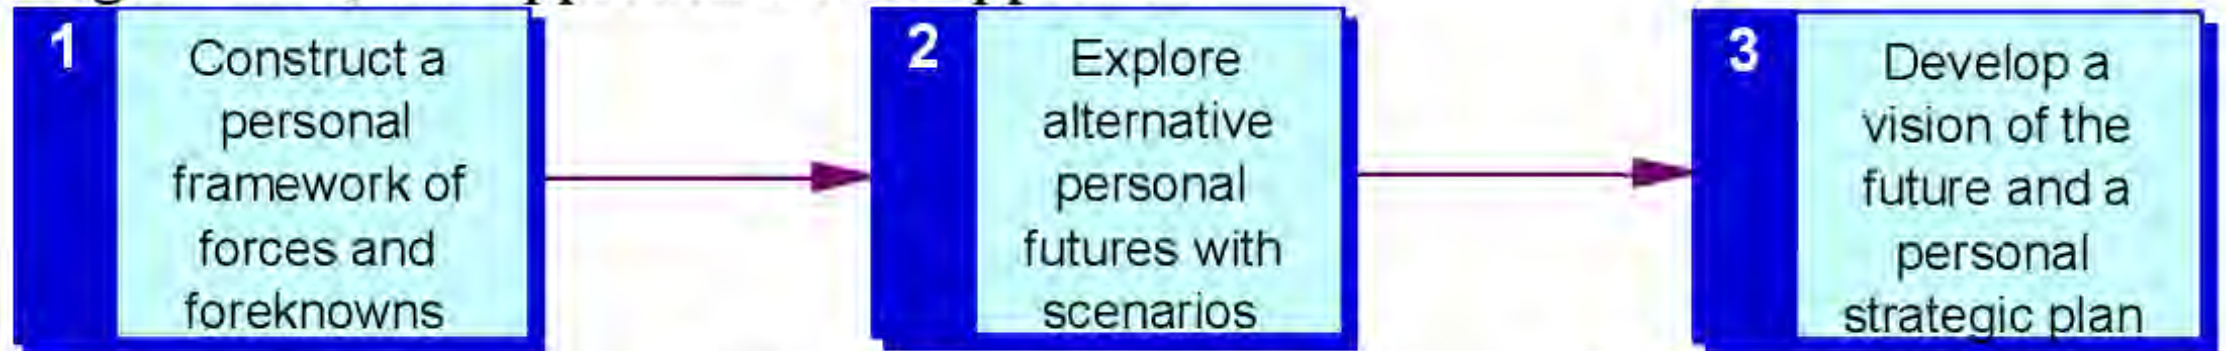 1
Construct a
personal
framework of
forces and
foreknowns
2
Explore
alternative
personal
futures with
scenarios
3
Develop a
vision of the
future and a
personal
strategic plan